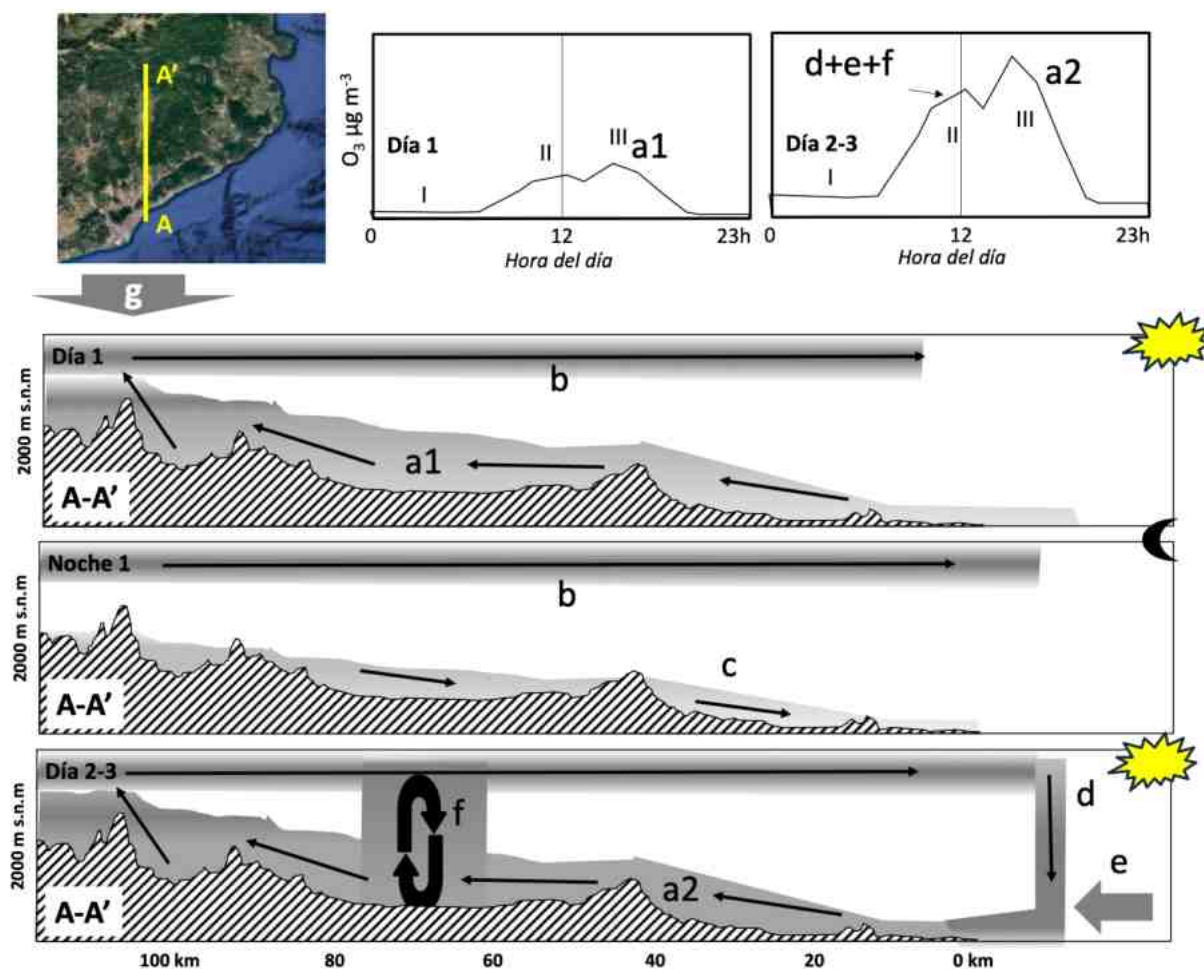 A'
A
O₃ µg m⁻³
Día 1
I
II
III
a1
0
12
23h
Hora del día
d+e+f
Día 2-3
I
II
III
a2
0
12
23h
Hora del día
g
2000 m s.n.m
Día 1
b
a1
A-A'
2000 m s.n.m
Noche 1
b
c
A-A'
2000 m s.n.m
Día 2-3
f
d
e
a2
A-A'
100 km
80
60
40
20
0 km